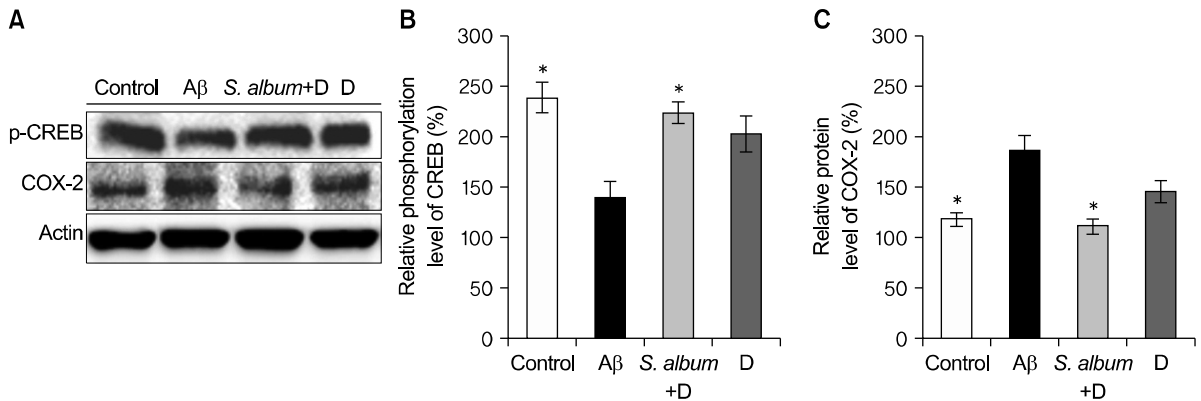 A
Control Aβ S. album+D D
p-CREB
COX-2
Actin
B
Relative phosphorylation
level of CREB (%)
300
250
200
150
100
50
0
*
*
Control Aβ S. album D
+D
C
Relative protein
level of COX-2 (%)
300
250
200
150
100
50
0
*
*
Control Aβ S. album D
+D